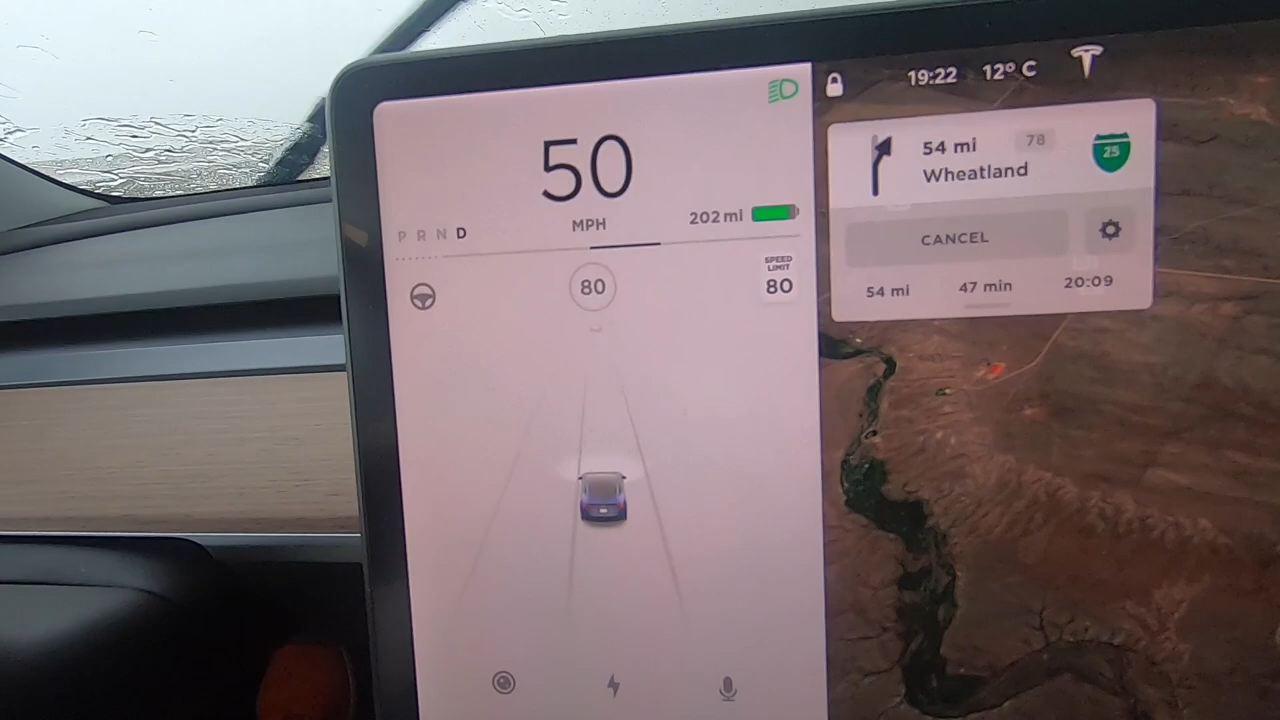 50
MPH
202 mi
P R N D
80
SPEED
LIMIT
80
19:22 12° C
54 mi 78
Wheatland
25
CANCEL
54 mi 47 min 20:09